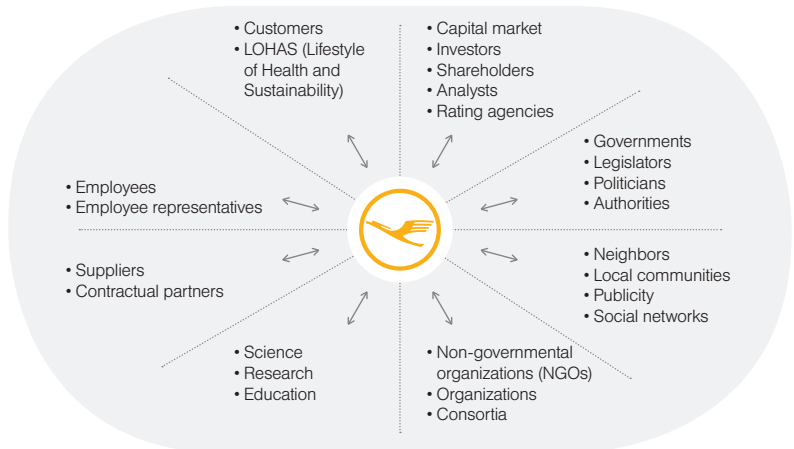 • Customers
• LOHAS (Lifestyle
of Health and
Sustainability)
• Capital market
• Investors
• Shareholders
• Analysts
• Rating agencies
• Governments
• Legislators
• Politicians
• Authorities
• Employees
• Employee representatives
• Suppliers
• Contractual partners
• Neighbors
• Local communities
• Publicity
• Social networks
• Science
• Research
• Education
• Non-governmental
organizations (NGOs)
• Organizations
• Consortia